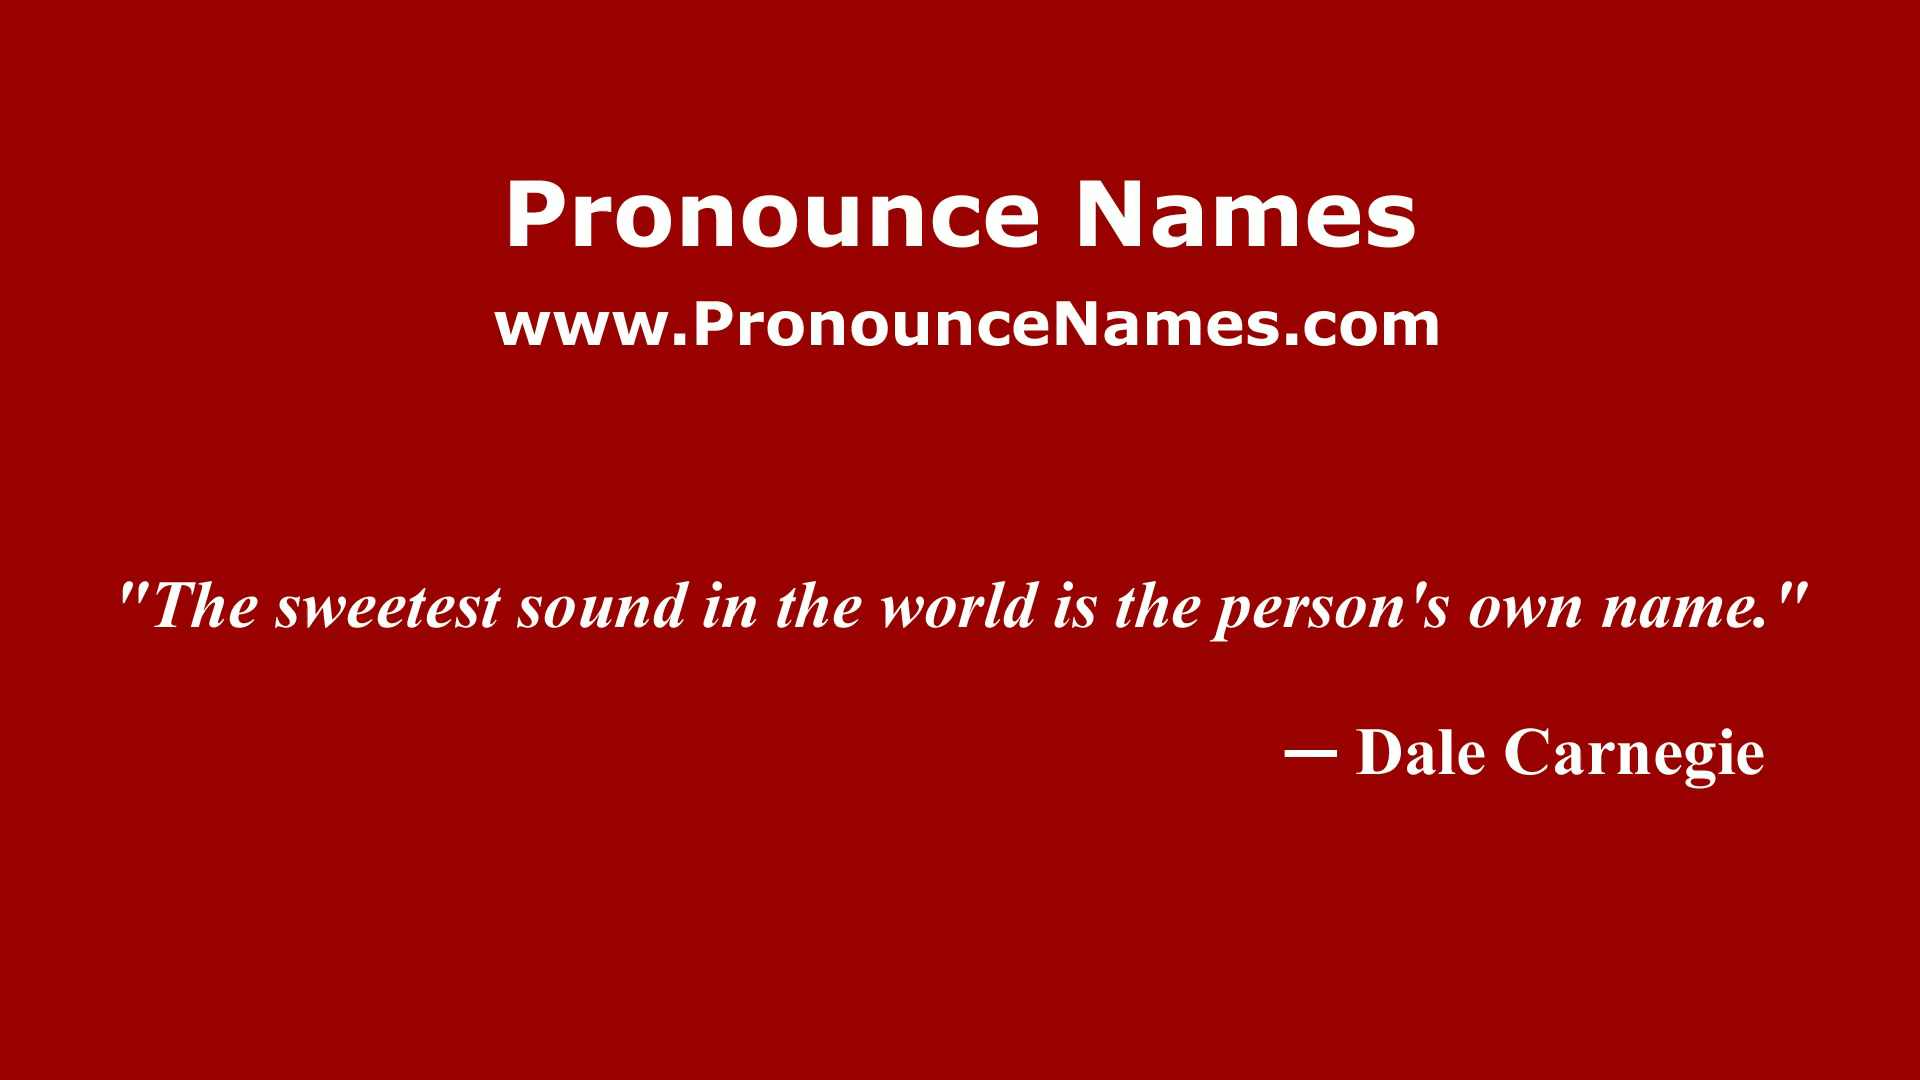 Pronounce Names
www.PronounceNames.com
"The sweetest sound in the world is the person's own name."
— Dale Carnegie